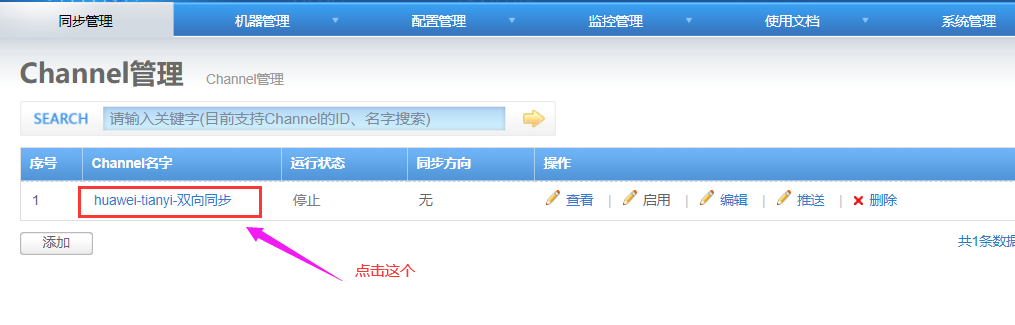 同步管理 机器管理 配置管理 监控管理 使用文档 系统管理
Channel管理 Channel管理
SEARCH 请输入关键字(目前支持Channel的ID、名字搜索)
序号 Channel名字 运行状态 同步方向 操作
1 huawei-tianyi-双向同步 停止 无 查看 | 启用 | 编辑 | 推送 | 删除
添加 共1条数据
点击这个